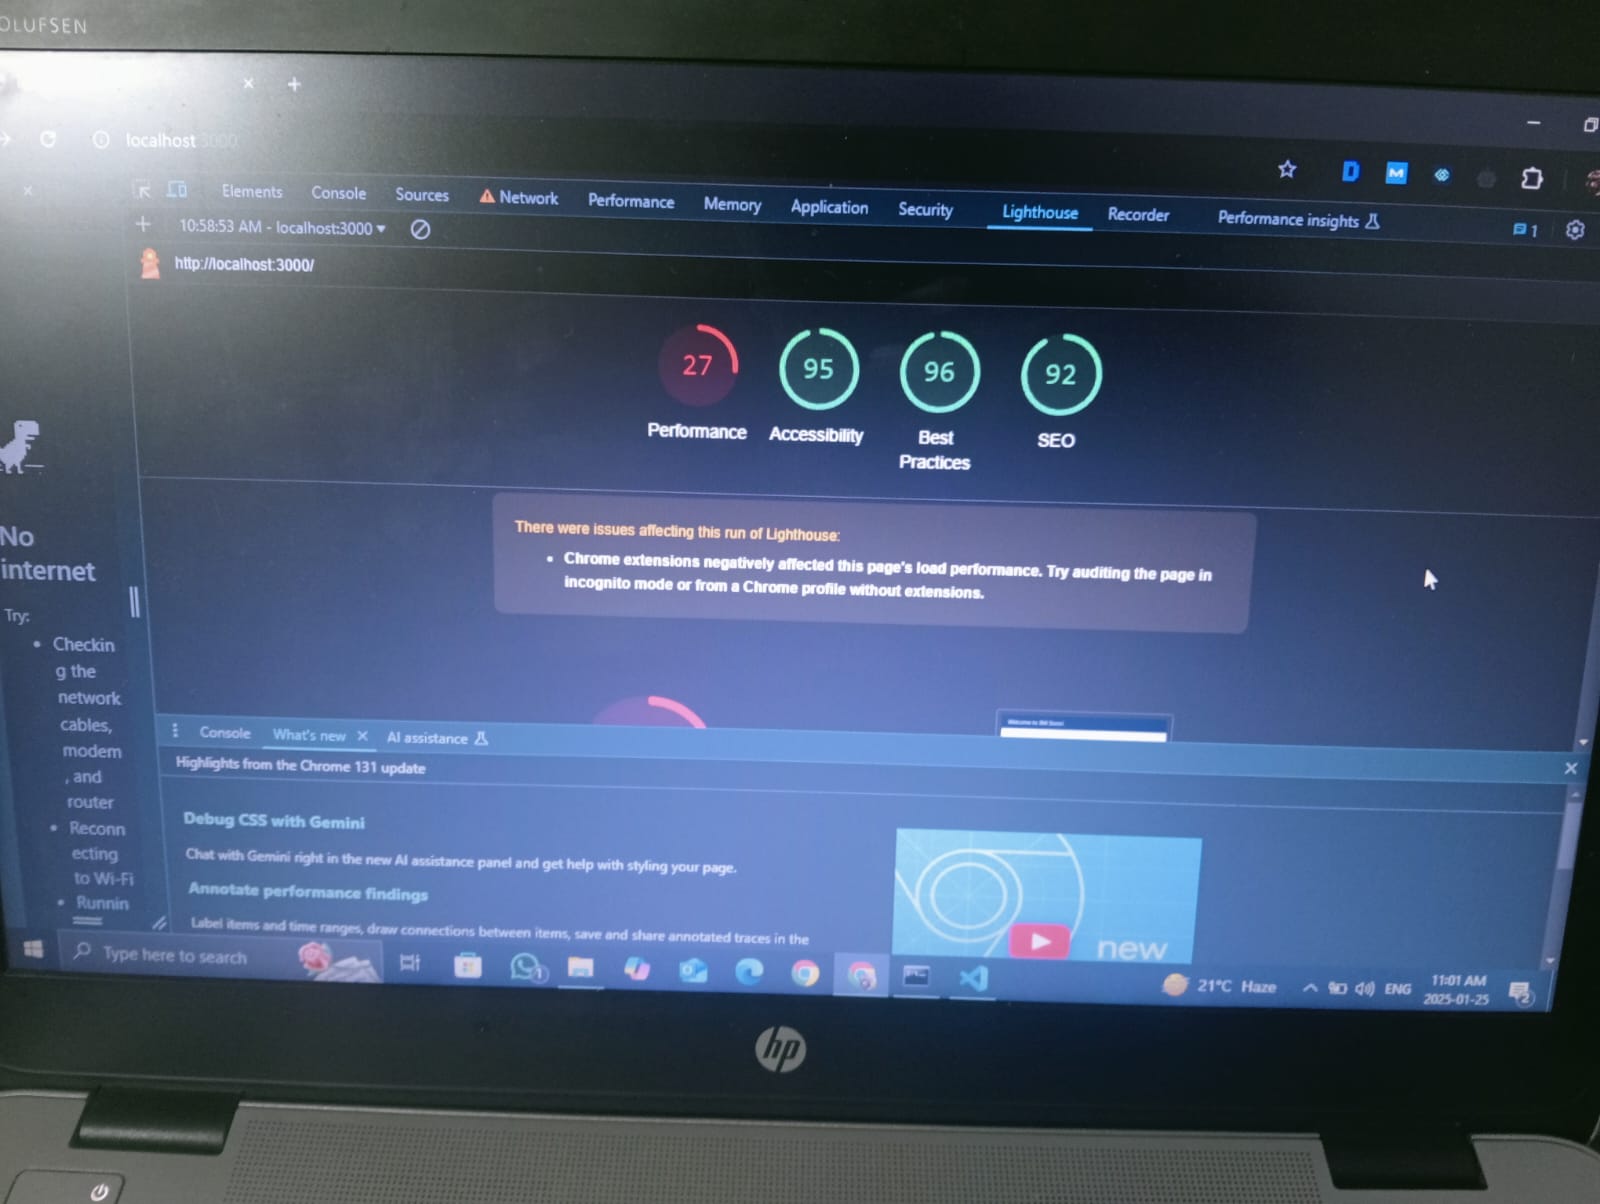 OLUFSEN
localhost:3000
Elements Console Sources Network Performance Memory Application Security Lighthouse Recorder Performance insights
1
10:58:53 AM - localhost:3000
http://localhost:3000/
27 95 96 92
Performance Accessibility Best Practices SEO
There were issues affecting this run of Lighthouse:
• Chrome extensions negatively affected this page's load performance. Try auditing the page in
incognito mode or from a Chrome profile without extensions.
No
internet
Try:
• Checkin
g the
network
cables,
modem
, and
router
• Reconn
ecting
to Wi-Fi
• Runnin
Console What's new AI assistance
Highlights from the Chrome 131 update
Debug CSS with Gemini
Chat with Gemini right in the new AI assistance panel and get help with styling your page.
Annotate performance findings
Label items and time ranges, draw connections between items, save and share annotated traces in the
new
Type here to search
21°C Haze
ENG
11:01 AM
2025-01-25
2
hp